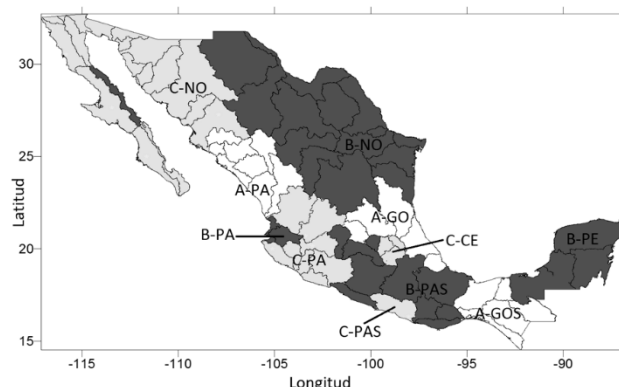 30
25
20
15
Latitud
C-NO
B-NO
A-PA
A-GO
B-PA
C-CE
B-PE
C-PA
B-PAS
A-GOS
C-PAS
-115 -110 -105 -100 -95 -90
Longitud